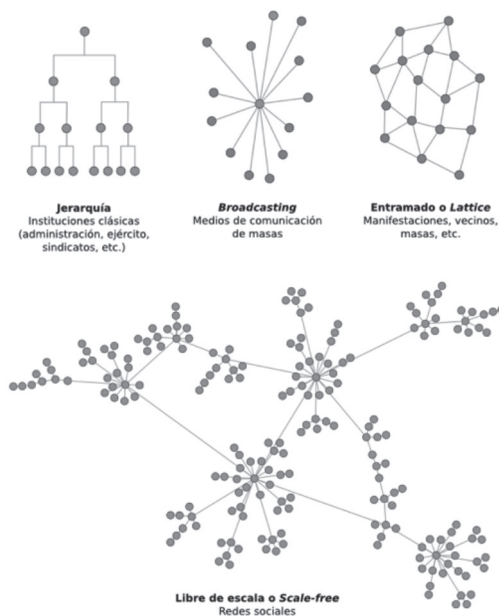 Jerarquía
Instituciones clásicas
(administración, ejército,
sindicatos, etc.)
Broadcasting
Medios de comunicación
de masas
Entramado o Lattice
Manifestaciones, vecinos,
masas, etc.
Libre de escala o Scale-free
Redes sociales